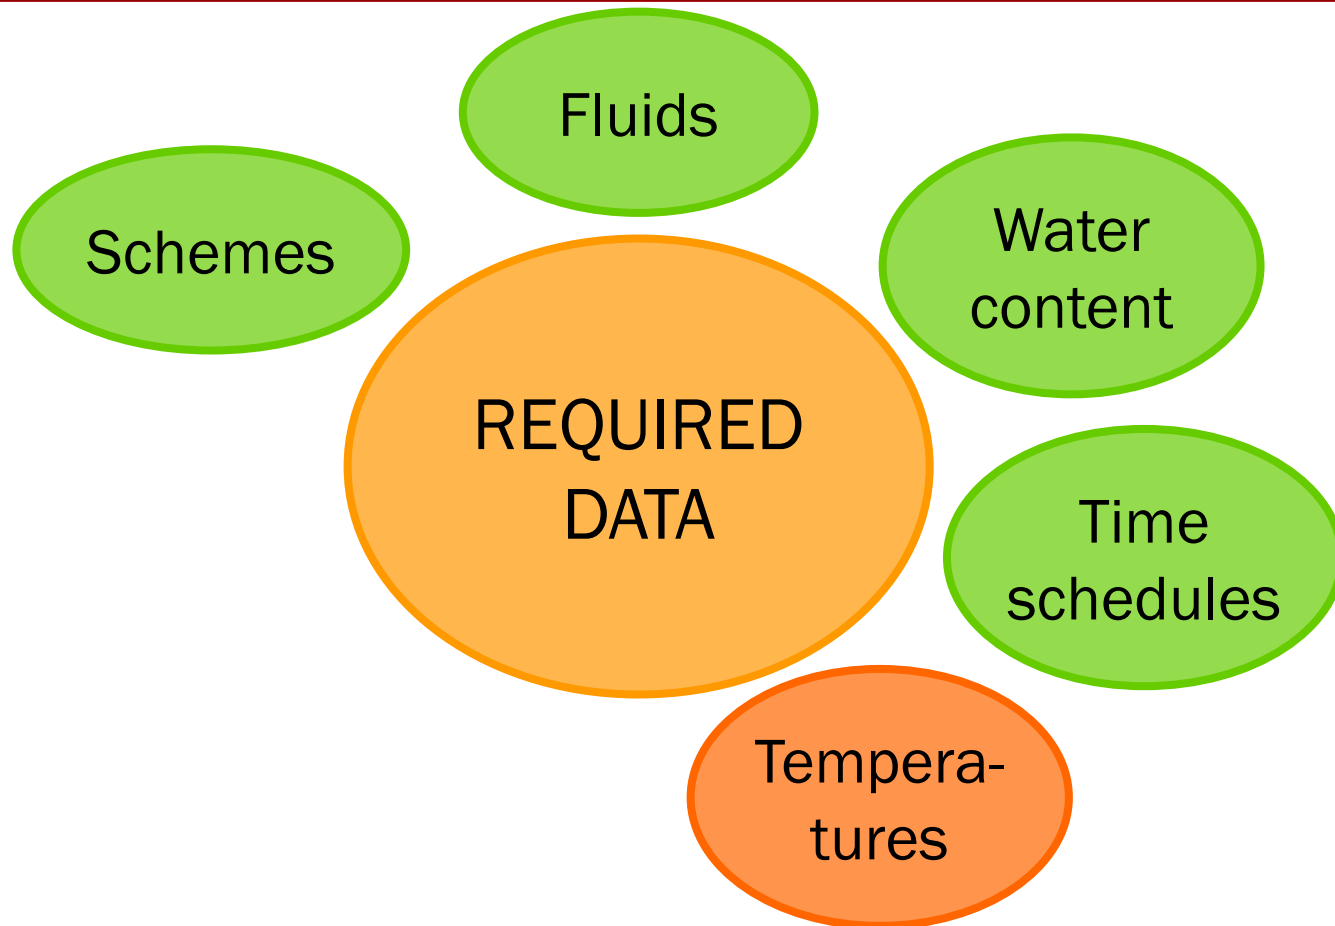 Fluids
Schemes
Water
content
REQUIRED
DATA
Time
schedules
Tempera-
tures